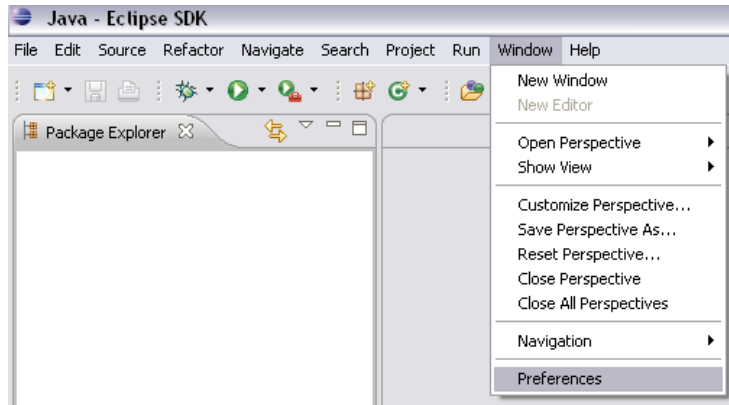 Java - Eclipse SDK
File Edit Source Refactor Navigate Search Project Run Window Help
Package Explorer
New Window
New Editor
Open Perspective
Show View
Customize Perspective...
Save Perspective As...
Reset Perspective...
Close Perspective
Close All Perspectives
Navigation
Preferences